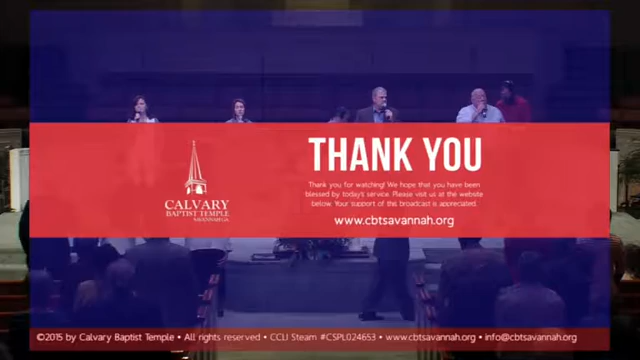 THANK YOU
Thank you for watching! We hope that you have been
blessed by today's service. Please visit us at the website
below. Your support of this broadcast is appreciated.
www.cbtsavannah.org
CALVARY
BAPTIST TEMPLE
SAVANNAH, GA
©2015 by Calvary Baptist Temple • All rights reserved • CCLI Steam #CSPL024653 • www.cbtsavannah.org • info@cbtsavannah.org